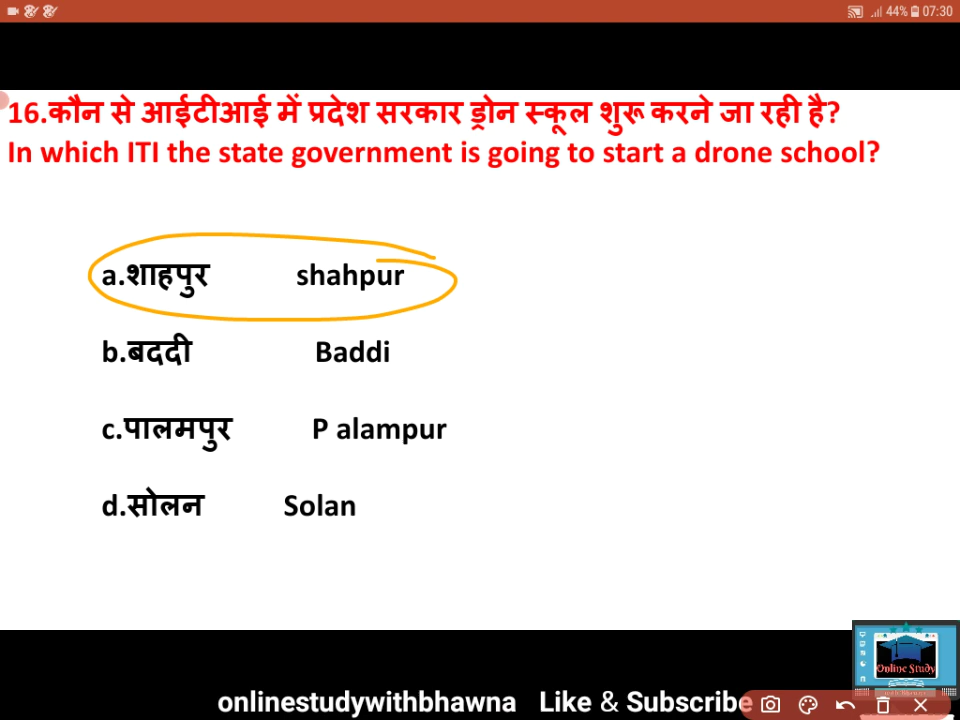 44% 07:30
16.कौन से आईटीआई में प्रदेश सरकार ड्रोन स्कूल शुरू करने जा रही है?
In which ITI the state government is going to start a drone school?
a.शाहपुर shahpur
b.बददी Baddi
c.पालमपुर P alampur
d.सोलन Solan
Online Study
onlinestudywithbhawna Like & Subscribe